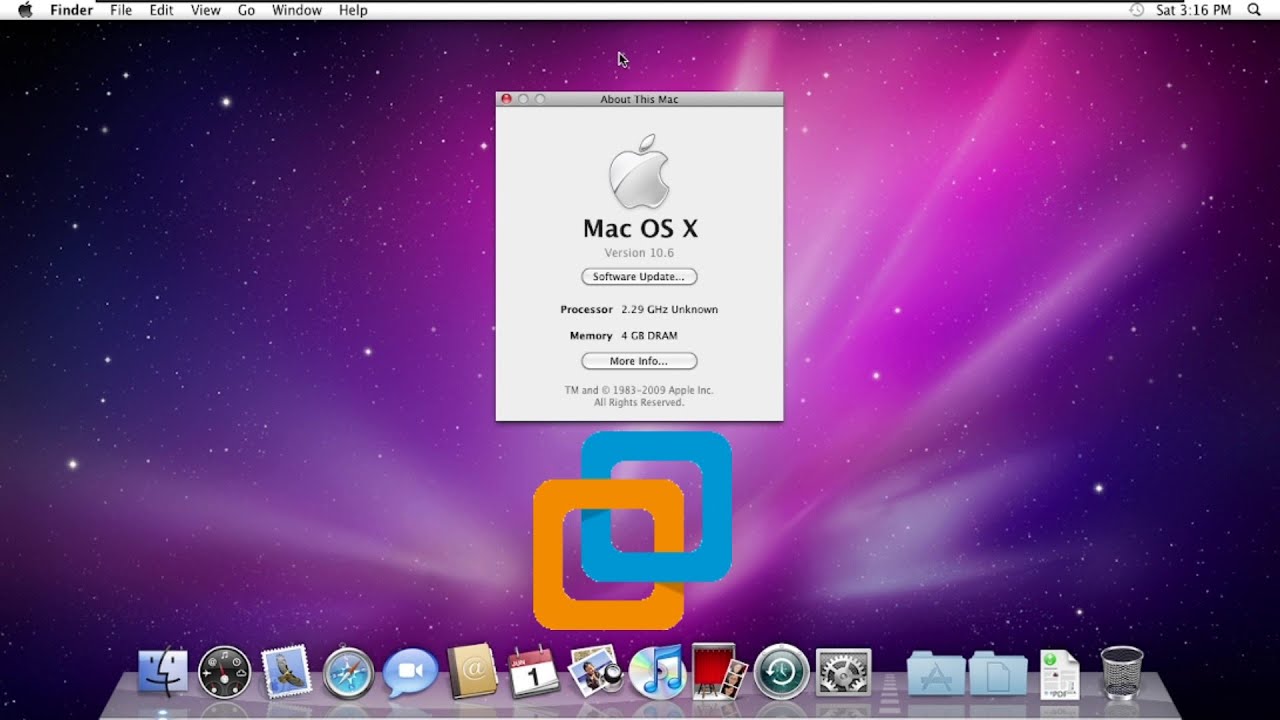 Finder File Edit View Go Window Help Sat 3:16 PM
About This Mac
Mac OS X
Version 10.6
Software Update...
Processor 2.29 GHz Unknown
Memory 4 GB DRAM
More Info...
TM and © 1983-2009 Apple Inc.
All Rights Reserved.
JUN
1
@
PDF